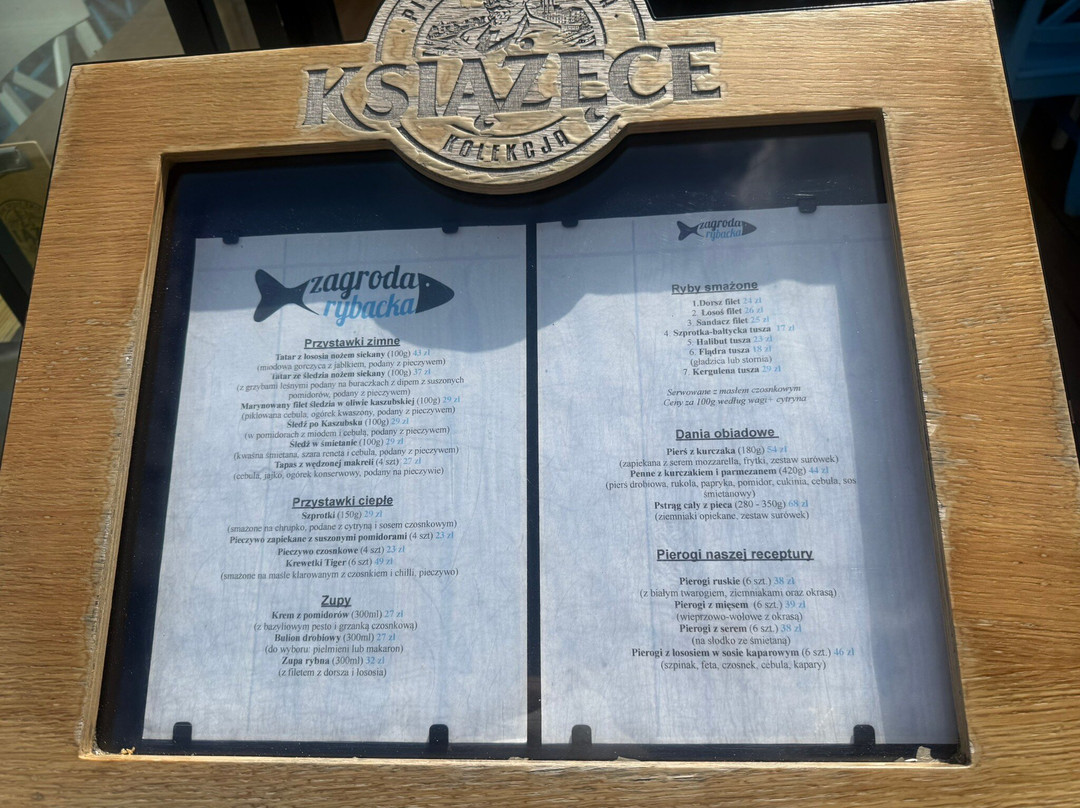 KSIĄŻĘCE
KOLEKCJA
zagroda
rybacka
Przystawki zimne
Tatar z łososia nożem siekany (100g) 43 zł
(miodowa gorczyca z jabłkiem, podany z pieczywem)
Tatar ze śledzia nożem siekany (100g) 37 zł
(z grzybami leśnymi podany na buraczkach z dipem z suszonych
pomidorów, podany z pieczywem)
Marynowany filet śledzia w oliwie kaszubskiej (100g) 29 zł
(piklowana cebula, ogórek kwaszony, podany z pieczywem)
Śledź po Kaszubsku (100g) 29 zł
(w pomidorach z miodem i cebulą, podany z pieczywem)
Śledź w śmietanie (100g) 29 zł
(kwaśna śmietana, szara reneta i cebula, podany z pieczywem)
Tapas z wędzonej makreli (4 szt) 27 zł
(cebula, jajko, ogórek konserwowy, podany na pieczywie)
Przystawki ciepłe
Szprotki (150g) 29 zł
(smażone na chrupko, podane z cytryną i sosem czosnkowym)
Pieczywo zapiekane z suszonymi pomidorami (4 szt) 23 zł
Pieczywo czosnkowe (4 szt) 23 zł
Krewetki Tiger (6 szt) 49 zł
(smażone na maśle klarowanym z czosnkiem i chilli, pieczywo)
Zupy
Krem z pomidorów (300ml) 27 zł
(z bazyliowym pesto i grzanką czosnkową)
Bulion drobiowy (300ml) 27 zł
(do wyboru: pielmieni lub makaron)
Zupa rybna (300ml) 32 zł
(z filetem z dorsza i łososia)
zagroda
rybacka
Ryby smażone
1.Dorsz filet 24 zł
2. Łosoś filet 26 zł
3. Sandacz filet 25 zł
4. Szprotka-bałtycka tusza 17 zł
5. Halibut tusza 23 zł
6. Flądra tusza 18 zł
(gładzica lub stornia)
7. Kergulena tusza 29 zł
Serwowane z masłem czosnkowym
Ceny za 100g według wagi+ cytryna
Dania obiadowe
Pierś z kurczaka (180g) 54 zł
(zapiekana z serem mozzarella, frytki, zestaw surówek)
Penne z kurczakiem i parmezanem (420g) 44 zł
(piers drobiowa, rukola, papryka, pomidor, cukinia, cebula, sos
śmietanowy)
Pstrąg cały z pieca (280 - 350g) 68 zł
(ziemniaki opiekane, zestaw surówek)
Pierogi naszej receptury
Pierogi ruskie (6 szt.) 38 zł
(z białym twarogiem, ziemniakami oraz okrasą)
Pierogi z mięsem (6 szt.) 39 zł
(wieprzowo-wołowe z okrasą)
Pierogi z serem (6 szt.) 38 zł
(na słodko ze śmietaną)
Pierogi z łososiem w sosie kaparowym (6 szt.) 46 zł
(szpinak, feta, czosnek, cebula, kapary)